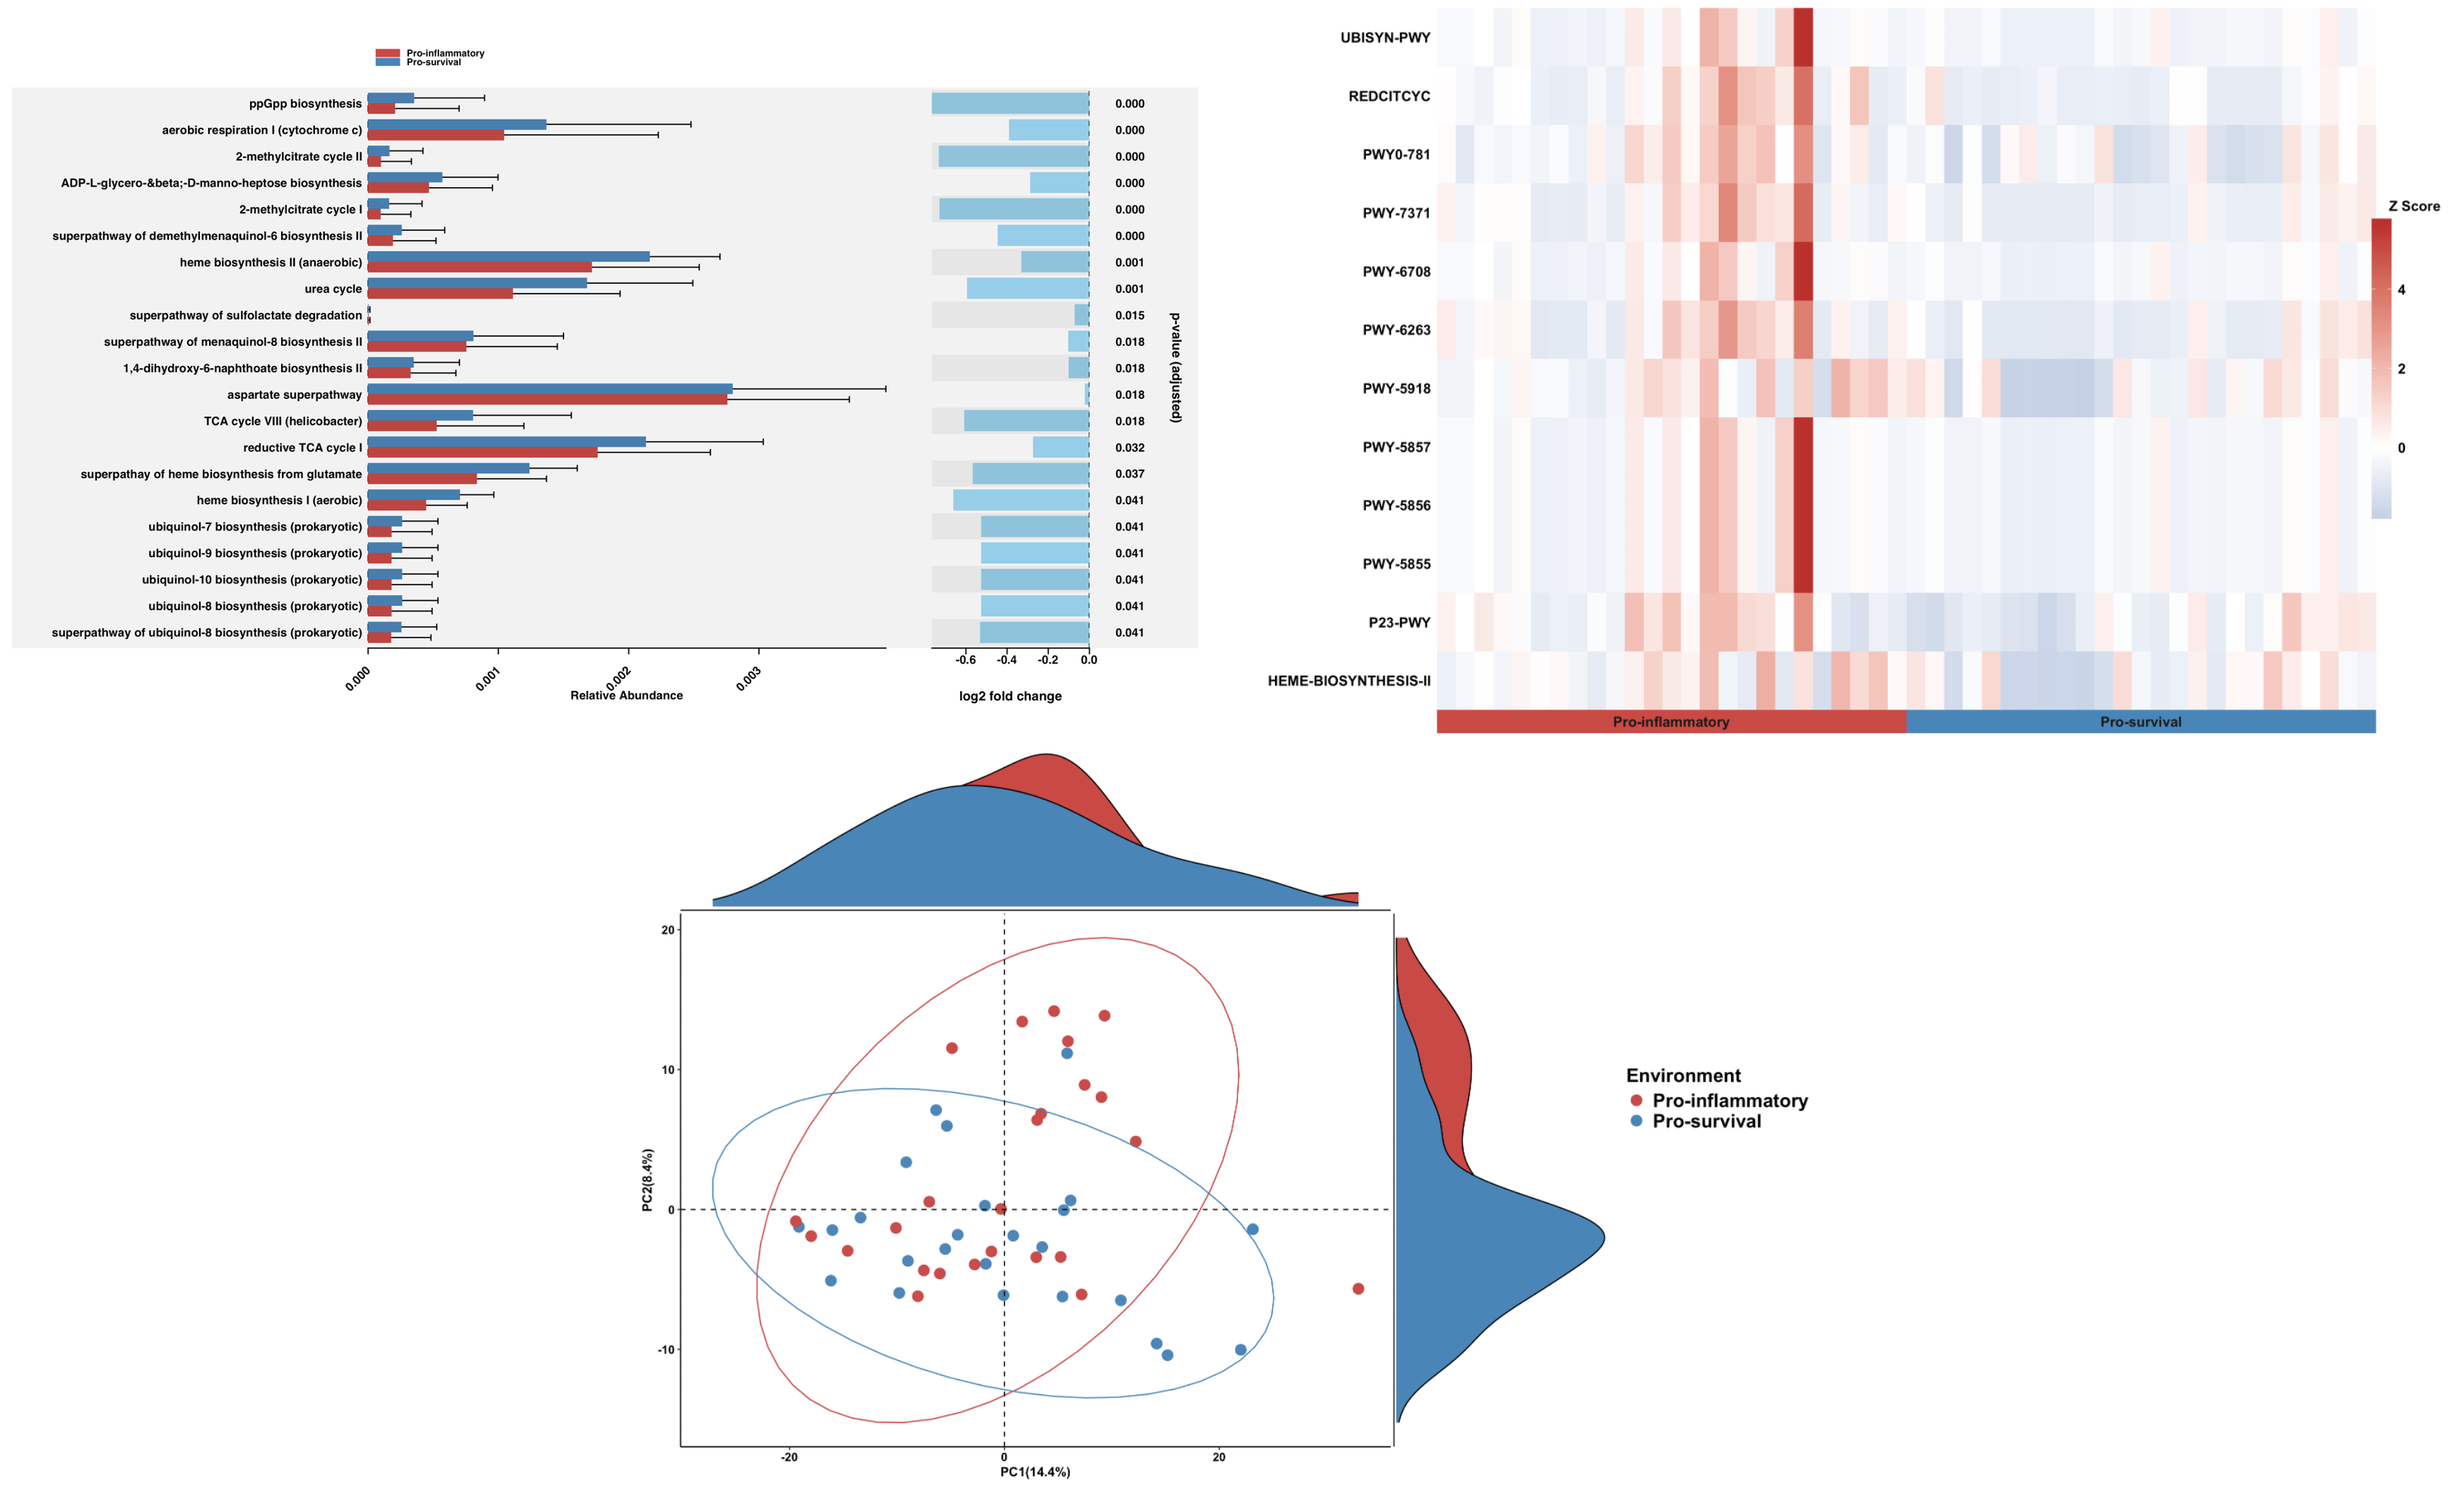 Pro-inflammatory
Pro-survival
ppGpp biosynthesis 0.000
aerobic respiration I (cytochrome c) 0.000
2-methylcitrate cycle II 0.000
ADP-L-glycero-&beta;-D-manno-heptose biosynthesis 0.000
2-methylcitrate cycle I 0.000
superpathway of demethylmenaquinol-6 biosynthesis II 0.000
heme biosynthesis II (anaerobic) 0.001
urea cycle 0.001
superpathway of sulfolactate degradation 0.015
superpathway of menaquinol-8 biosynthesis II 0.018
1,4-dihydroxy-6-naphthoate biosynthesis II 0.018
aspartate superpathway 0.018
TCA cycle VIII (helicobacter) 0.018
reductive TCA cycle I 0.032
superpathay of heme biosynthesis from glutamate 0.037
heme biosynthesis I (aerobic) 0.041
ubiquinol-7 biosynthesis (prokaryotic) 0.041
ubiquinol-9 biosynthesis (prokaryotic) 0.041
ubiquinol-10 biosynthesis (prokaryotic) 0.041
ubiquinol-8 biosynthesis (prokaryotic) 0.041
superpathway of ubiquinol-8 biosynthesis (prokaryotic) 0.041
p-value (adjusted)
0.000 0.001 0.002 0.003
Relative Abundance
-0.6 -0.4 -0.2 0.0
log2 fold change
UBISYN-PWY
REDCITCYC
PWY0-781
PWY-7371
PWY-6708
PWY-6263
PWY-5918
PWY-5857
PWY-5856
PWY-5855
P23-PWY
HEME-BIOSYNTHESIS-II
Pro-inflammatory Pro-survival
Z Score
4
2
0
20
10
0
-10
PC2(8.4%)
-20 0 20
PC1(14.4%)
Environment
Pro-inflammatory
Pro-survival